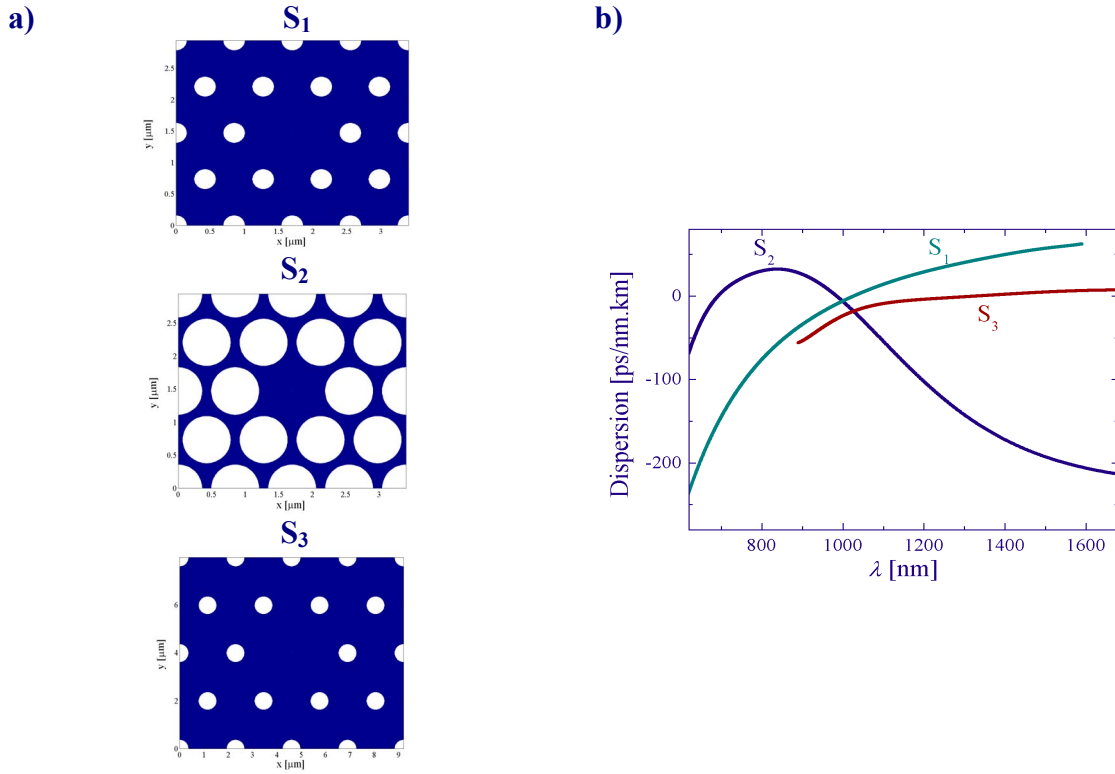 a)
S₁
2.5
2
1.5
1
0.5
0
y [μm]
0 0.5 1 1.5 2 2.5 3
x [μm]
S₂
2.5
2
1.5
1
0.5
0
y [μm]
0 0.5 1 1.5 2 2.5 3
x [μm]
S₃
6
4
2
0
y [μm]
0 1 2 3 4 5 6 7 8 9
x [μm]
b)
S₂
S₁
S₃
0
-100
-200
Dispersion [ps/nm.km]
800 1000 1200 1400 1600
λ [nm]